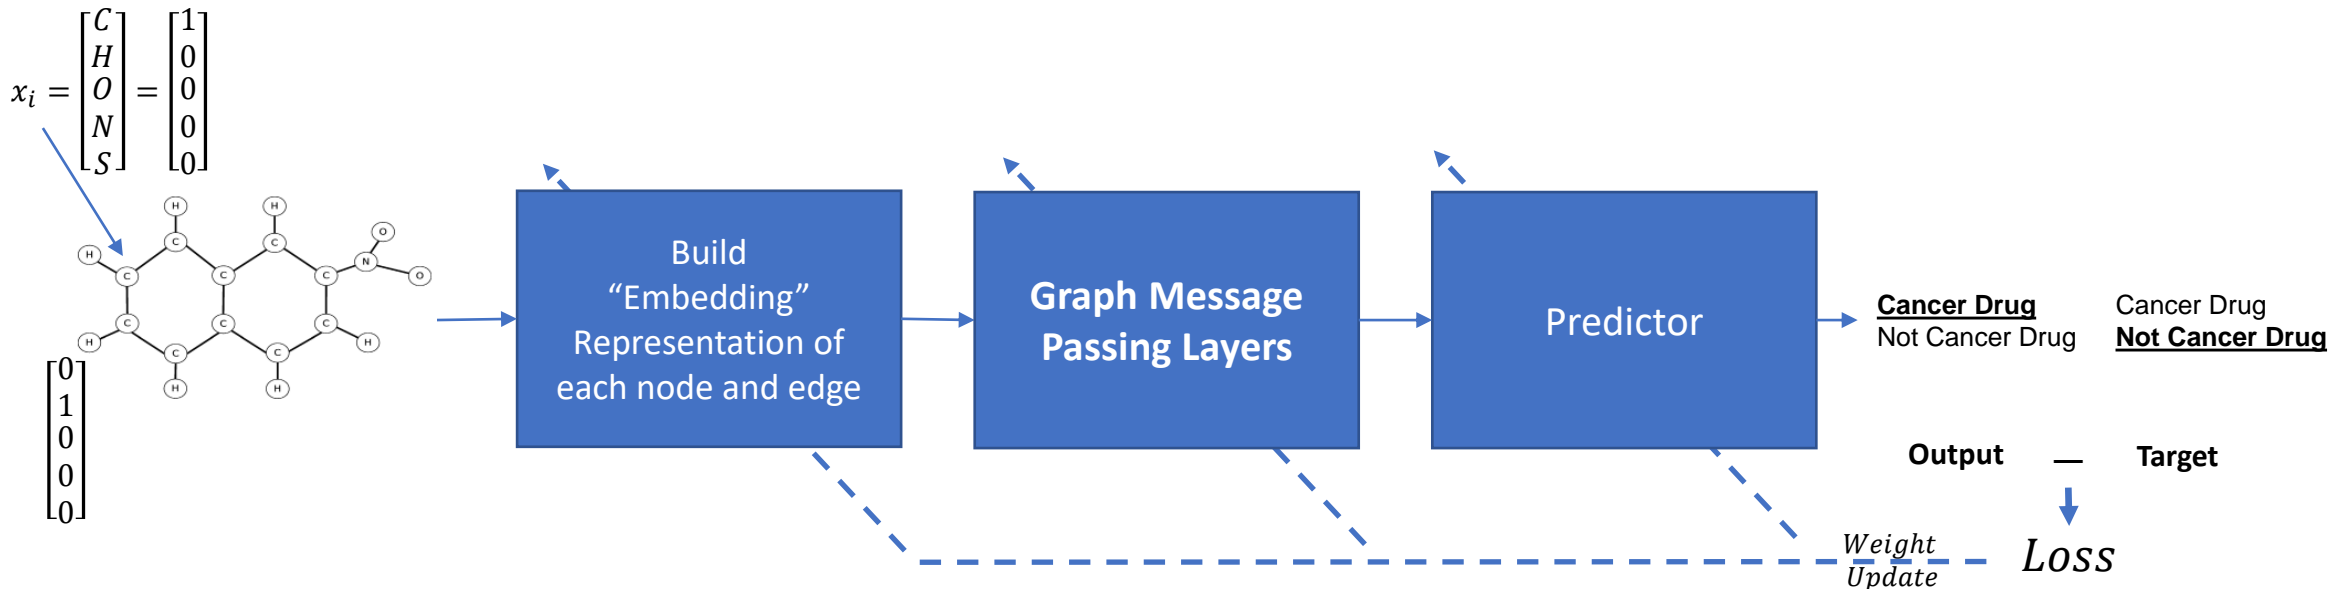 x_i = [C H O N S] = [1 0 0 0 0]
H H O
C C N O
H C C C
C C C
H C C H
H H
[0 1 0 0 0]
Build
“Embedding”
Representation of
each node and edge
Graph Message
Passing Layers
Predictor
Cancer Drug
Not Cancer Drug
Cancer Drug
Not Cancer Drug
Output — Target
Loss
Weight
Update